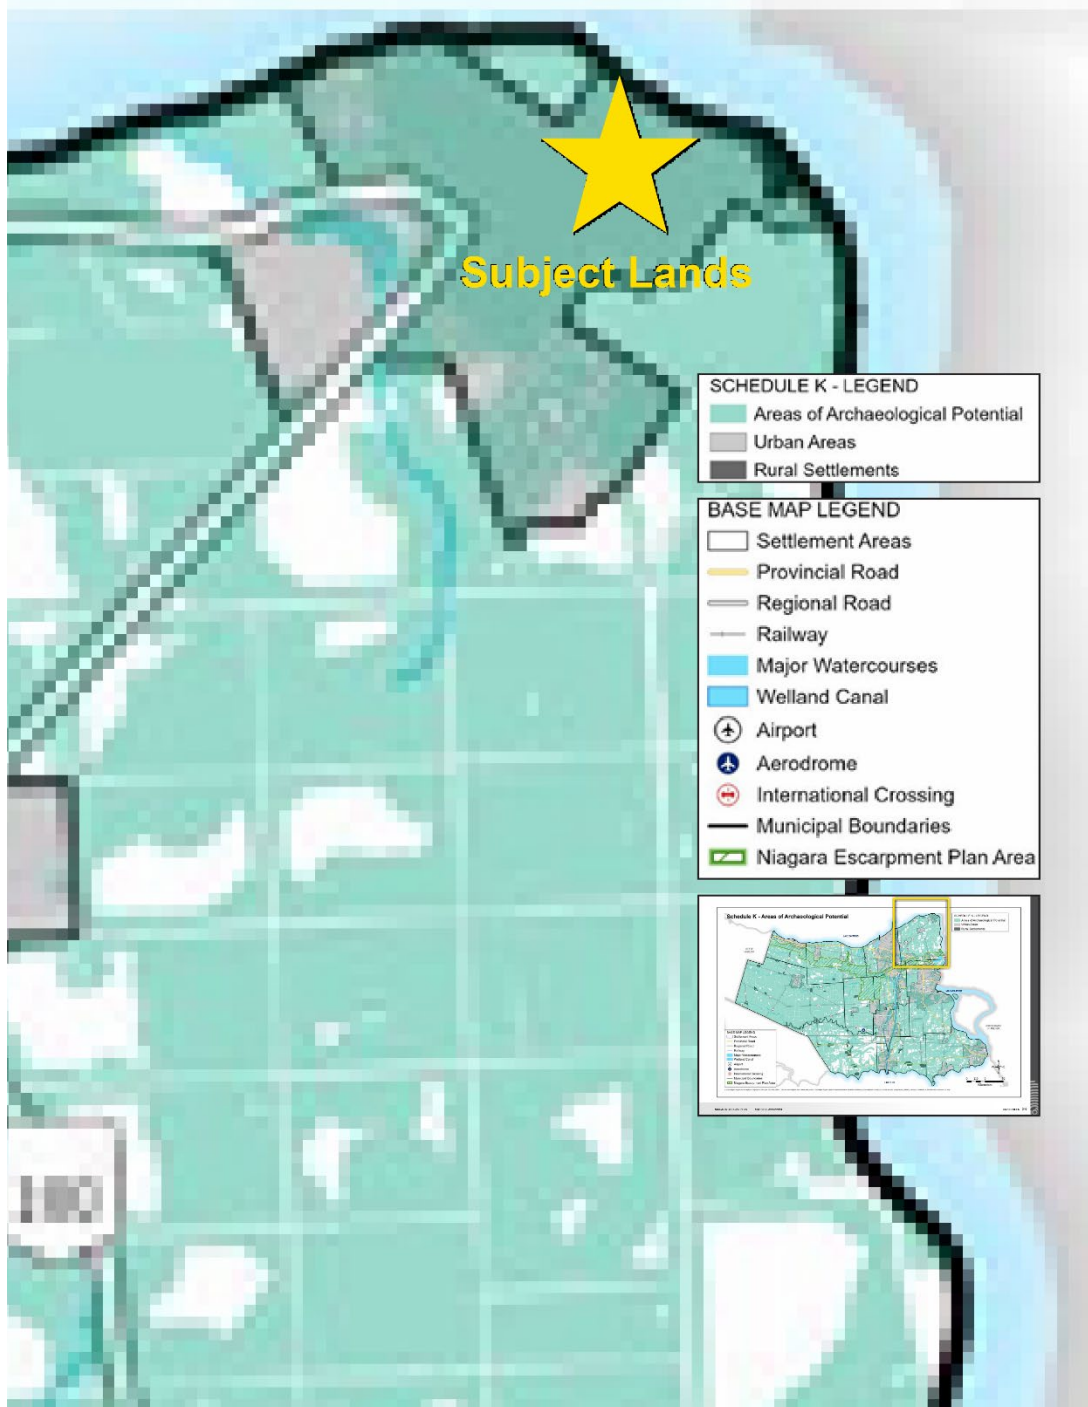 Subject Lands
SCHEDULE K - LEGEND
Areas of Archaeological Potential
Urban Areas
Rural Settlements
BASE MAP LEGEND
Settlement Areas
Provincial Road
Regional Road
Railway
Major Watercourses
Welland Canal
Airport
Aerodrome
International Crossing
Municipal Boundaries
Niagara Escarpment Plan Area
Schedule K - Areas of Archaeological Potential